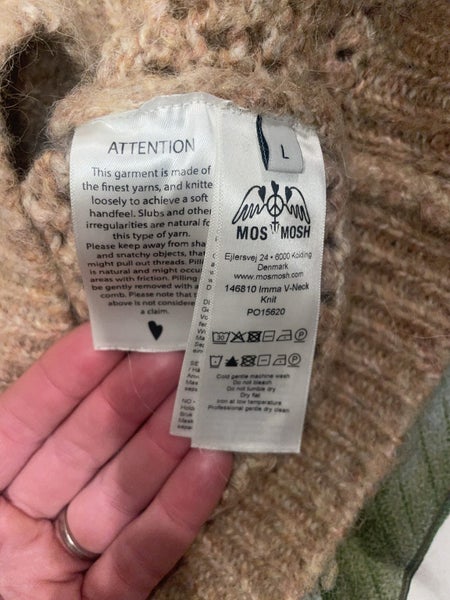 ATTENTION
This garment is made of
the finest yarns, and knitte
loosely to achieve a soft
handfeel. Slubs and other
irregularities are natural fo
this type of yarn.
Please keep away from sha
and snatchy objects, that
might pull out threads. Pilling
is natural and might occu
areas with friction. Pilling
be gently removed with a
comb. Please note that
above is not considere
a claim.
L
MOS MOSH
Ejlersvej 24 • 6000 Kolding
Denmark
www.mosmosh.com
146810 Imma V-Neck
Knit
PO15620
30
Cold gentle machine wash
Do not bleach
Do not tumble dry
Dry flat
Iron at low temperature
Professional gentle dry clean